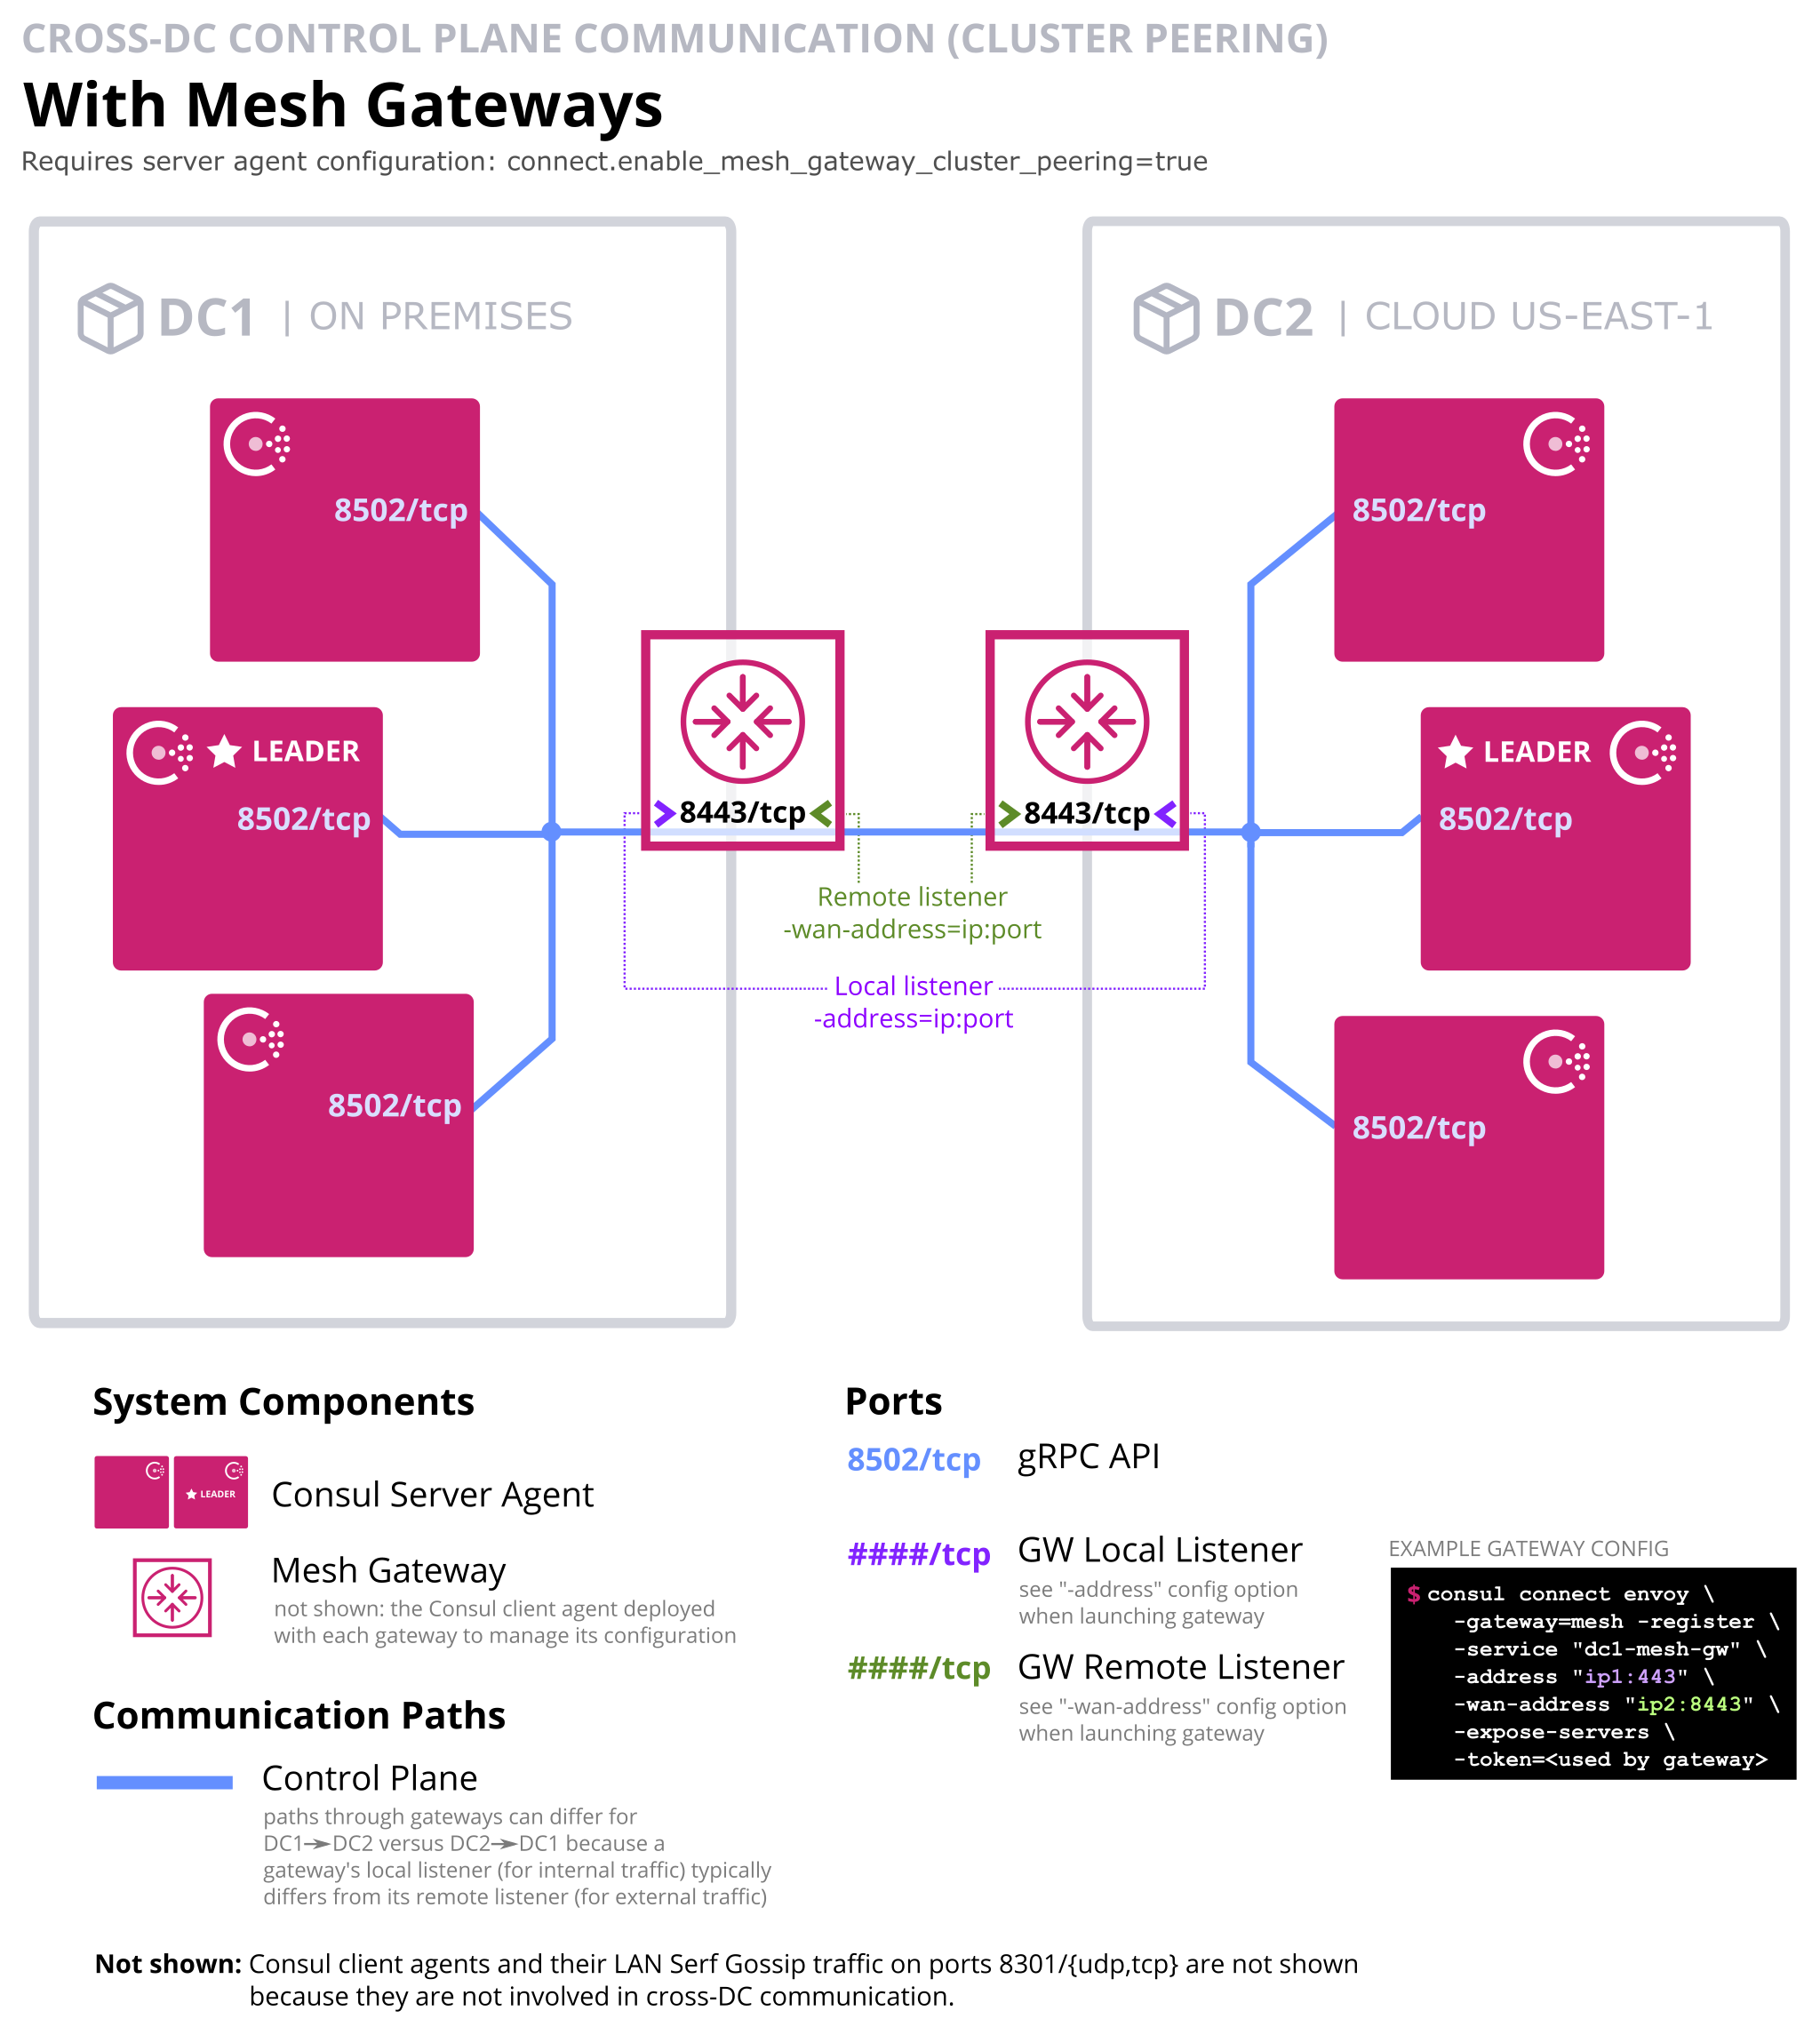 CROSS-DC CONTROL PLANE COMMUNICATION (CLUSTER PEERING)
With Mesh Gateways
Requires server agent configuration: connect.enable_mesh_gateway_cluster_peering=true
DC1 | ON PREMISES
8502/tcp
LEADER
8502/tcp
8502/tcp
DC2 | CLOUD US-EAST-1
8502/tcp
LEADER
8502/tcp
8502/tcp
8443/tcp
8443/tcp
Remote listener
-wan-address=ip:port
Local listener
-address=ip:port
System Components
LEADER
Consul Server Agent
Mesh Gateway
not shown: the Consul client agent deployed
with each gateway to manage its configuration
Communication Paths
Control Plane
paths through gateways can differ for
DC1➛DC2 versus DC2➛DC1 because a
gateway's local listener (for internal traffic) typically
differs from its remote listener (for external traffic)
Ports
8502/tcp gRPC API
####/tcp GW Local Listener
see "-address" config option
when launching gateway
####/tcp GW Remote Listener
see "-wan-address" config option
when launching gateway
EXAMPLE GATEWAY CONFIG
$ consul connect envoy \
-gateway=mesh -register \
-service "dc1-mesh-gw" \
-address "ip1:443" \
-wan-address "ip2:8443" \
-expose-servers \
-token=<used by gateway>
Not shown: Consul client agents and their LAN Serf Gossip traffic on ports 8301/{udp,tcp} are not shown
because they are not involved in cross-DC communication.